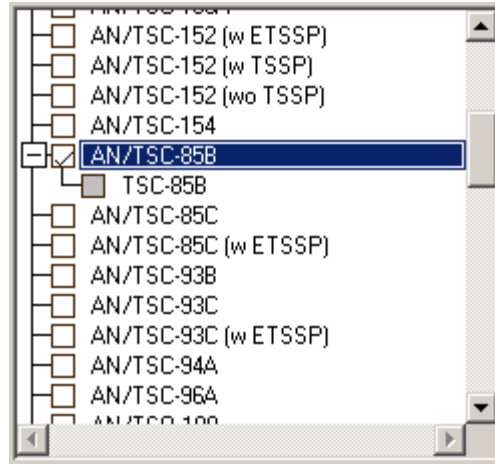 AN/TSC-152 (w ETSSP)
AN/TSC-152 (w TSSP)
AN/TSC-152 (wo TSSP)
AN/TSC-154
AN/TSC-85B
TSC-85B
AN/TSC-85C
AN/TSC-85C (w ETSSP)
AN/TSC-93B
AN/TSC-93C
AN/TSC-93C (w ETSSP)
AN/TSC-94A
AN/TSC-96A